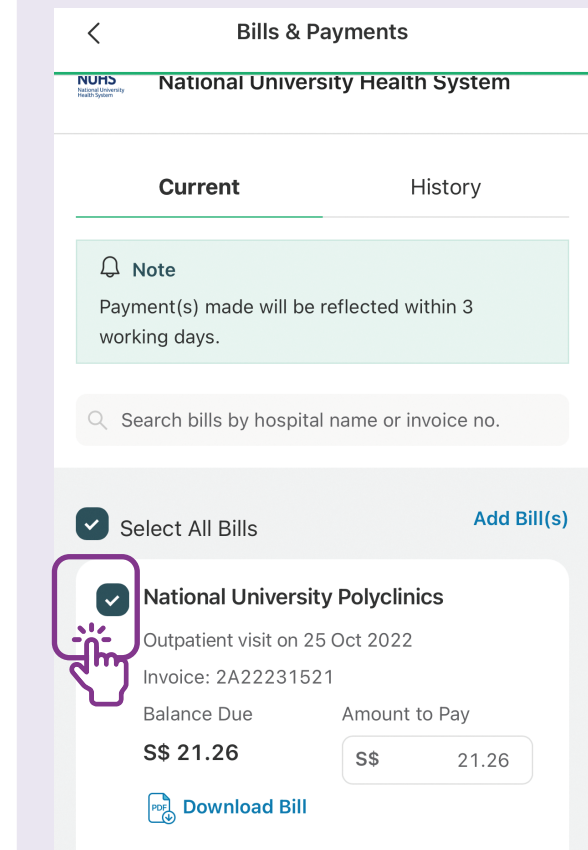 Bills & Payments
NUHS
National University
Health System
National University Health System
Current
History
Note
Payment(s) made will be reflected within 3
working days.
Search bills by hospital name or invoice no.
Select All Bills
Add Bill(s)
National University Polyclinics
Outpatient visit on 25 Oct 2022
Invoice: 2A22231521
Balance Due
Amount to Pay
S$ 21.26
S$ 21.26
PDF
Download Bill